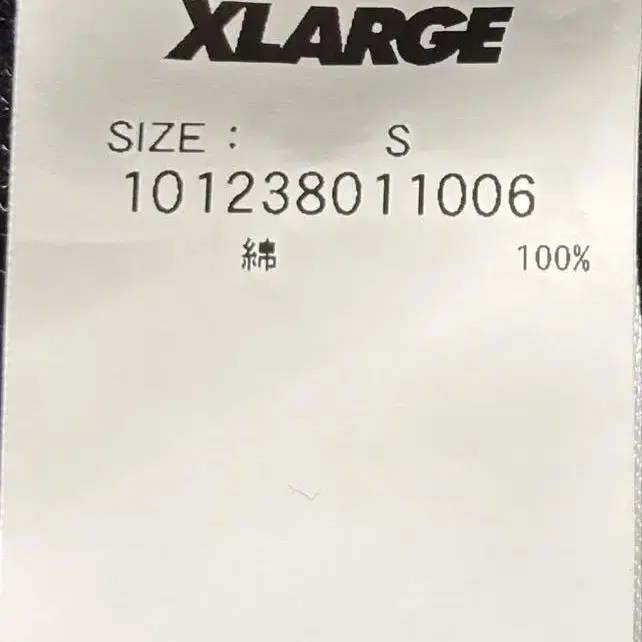 XLARGE
SIZE : S
101238011006
綿 100%